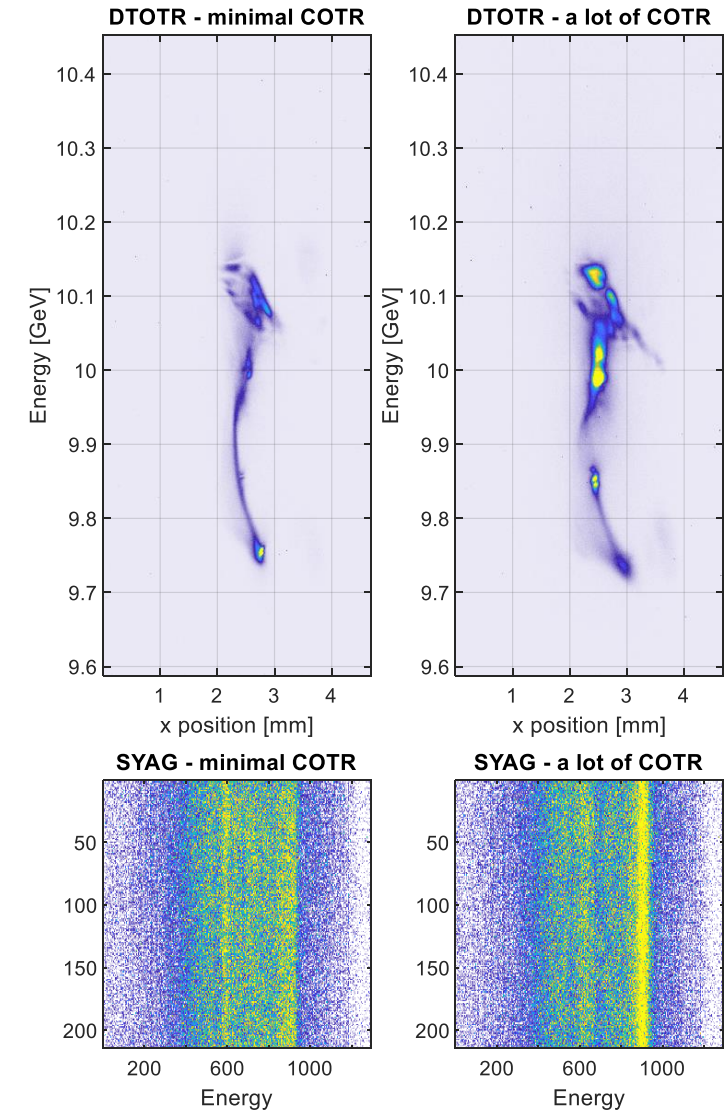 DTOTR - minimal COTR
DTOTR - a lot of COTR
10.4
10.3
10.2
10.1
10
9.9
9.8
9.7
9.6
Energy [GeV]
1 2 3 4
x position [mm]
10.4
10.3
10.2
10.1
10
9.9
9.8
9.7
9.6
Energy [GeV]
1 2 3 4
x position [mm]
SYAG - minimal COTR
SYAG - a lot of COTR
50
100
150
200
200 600 1000
Energy
50
100
150
200
200 600 1000
Energy